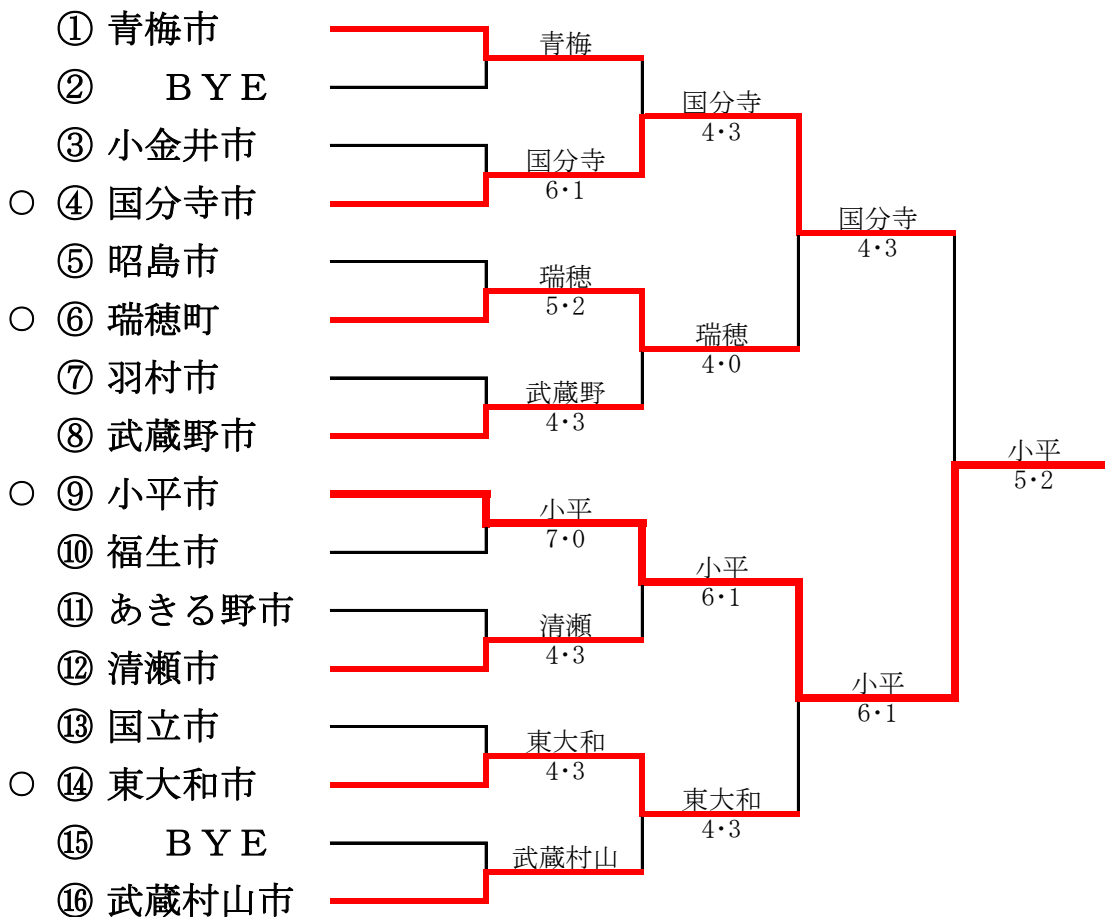 ① 青梅市
② ＢＹＥ
③ 小金井市
○ ④ 国分寺市
⑤ 昭島市
○ ⑥ 瑞穂町
⑦ 羽村市
⑧ 武蔵野市
○ ⑨ 小平市
⑩ 福生市
⑪ あきる野市
⑫ 清瀬市
⑬ 国立市
○ ⑭ 東大和市
⑮ ＢＹＥ
⑯ 武蔵村山市
青梅
国分寺
6・1
瑞穂
5・2
武蔵野
4・3
小平
7・0
清瀬
4・3
東大和
4・3
武蔵村山
国分寺
4・3
瑞穂
4・0
小平
6・1
東大和
4・3
国分寺
4・3
小平
6・1
小平
5・2